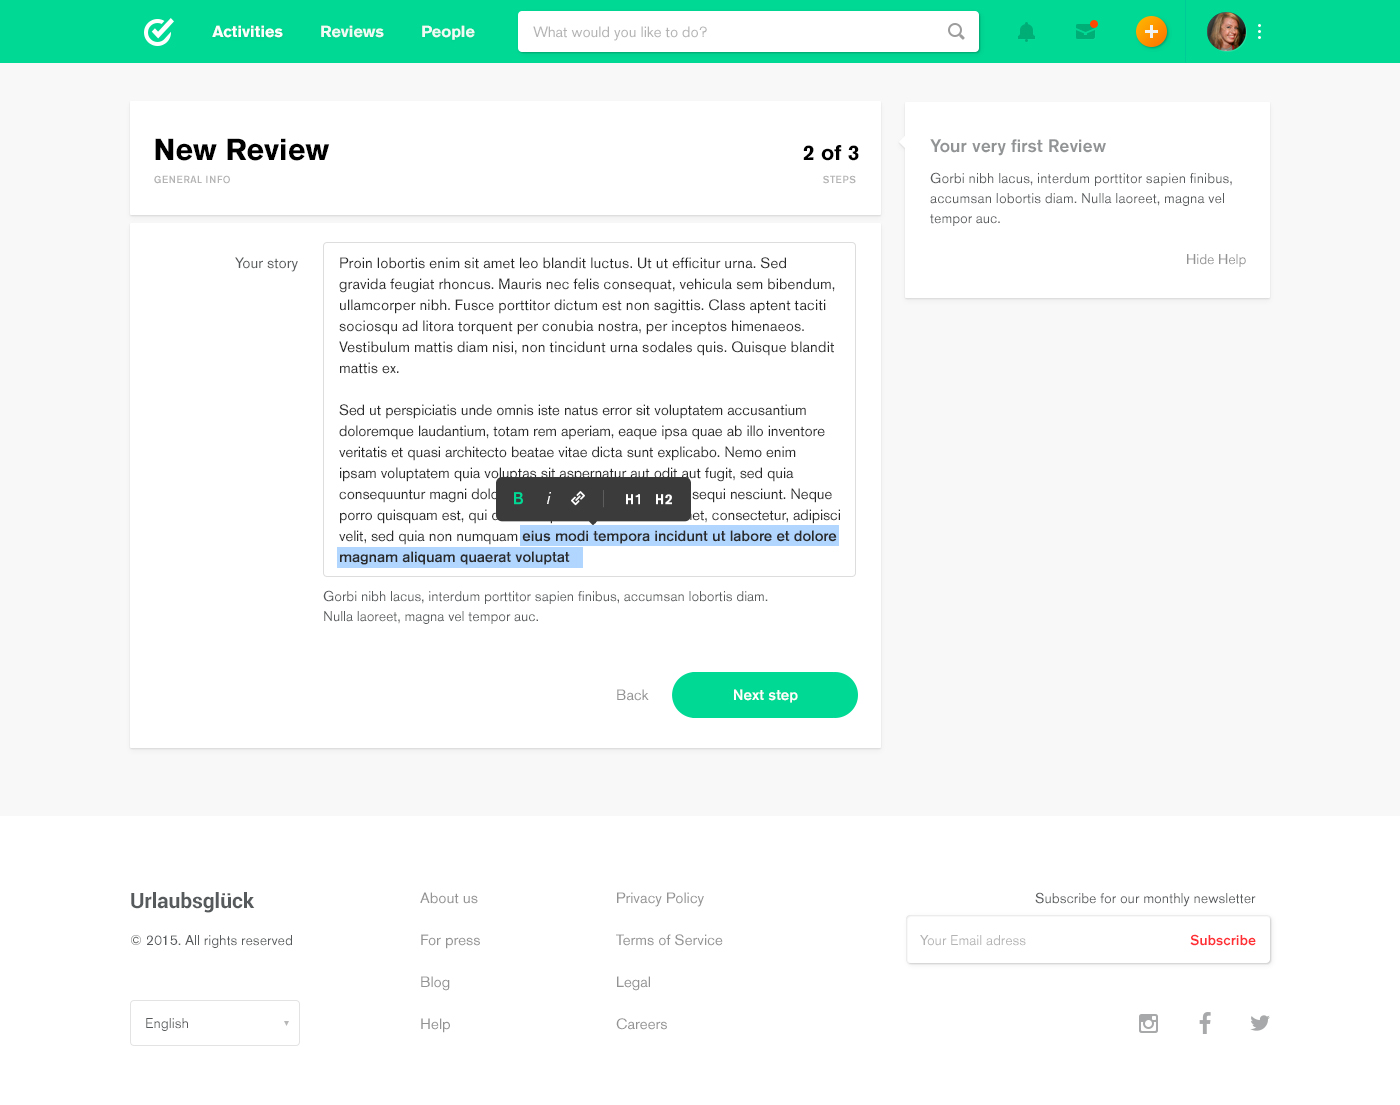 Activities
Reviews
People
What would you like to do?
New Review
GENERAL INFO
2 of 3
STEPS
Your very first Review
Gorbi nibh lacus, interdum porttitor sapien finibus,
accumsan lobortis diam. Nulla laoreet, magna vel
tempor auc.
Hide Help
Your story
Proin lobortis enim sit amet leo blandit luctus. Ut ut efficitur urna. Sed
gravida feugiat rhoncus. Mauris nec felis consequat, vehicula sem bibendum,
ullamcorper nibh. Fusce porttitor dictum est non sagittis. Class aptent taciti
sociosqu ad litora torquent per conubia nostra, per inceptos himenaeos.
Vestibulum mattis diam nisi, non tincidunt urna sodales quis. Quisque blandit
mattis ex.
Sed ut perspiciatis unde omnis iste natus error sit voluptatem accusantium
doloremque laudantium, totam rem aperiam, eaque ipsa quae ab illo inventore
veritatis et quasi architecto beatae vitae dicta sunt explicabo. Nemo enim
ipsam voluptatem quia voluptas sit aspernatur aut odit aut fugit, sed quia
consequuntur magni sequi nesciunt. Neque
B i H1 H2
porro quisquam est, qui consectetur, adipisci
velit, sed quia non numquam eius modi tempora incidunt ut labore et dolore
magnam aliquam quaerat voluptat
Gorbi nibh lacus, interdum porttitor sapien finibus, accumsan lobortis diam.
Nulla laoreet, magna vel tempor auc.
Back
Next step
Urlaubsglück
© 2015. All rights reserved
English
About us
For press
Blog
Help
Privacy Policy
Terms of Service
Legal
Careers
Subscribe for our monthly newsletter
Your Email adress
Subscribe